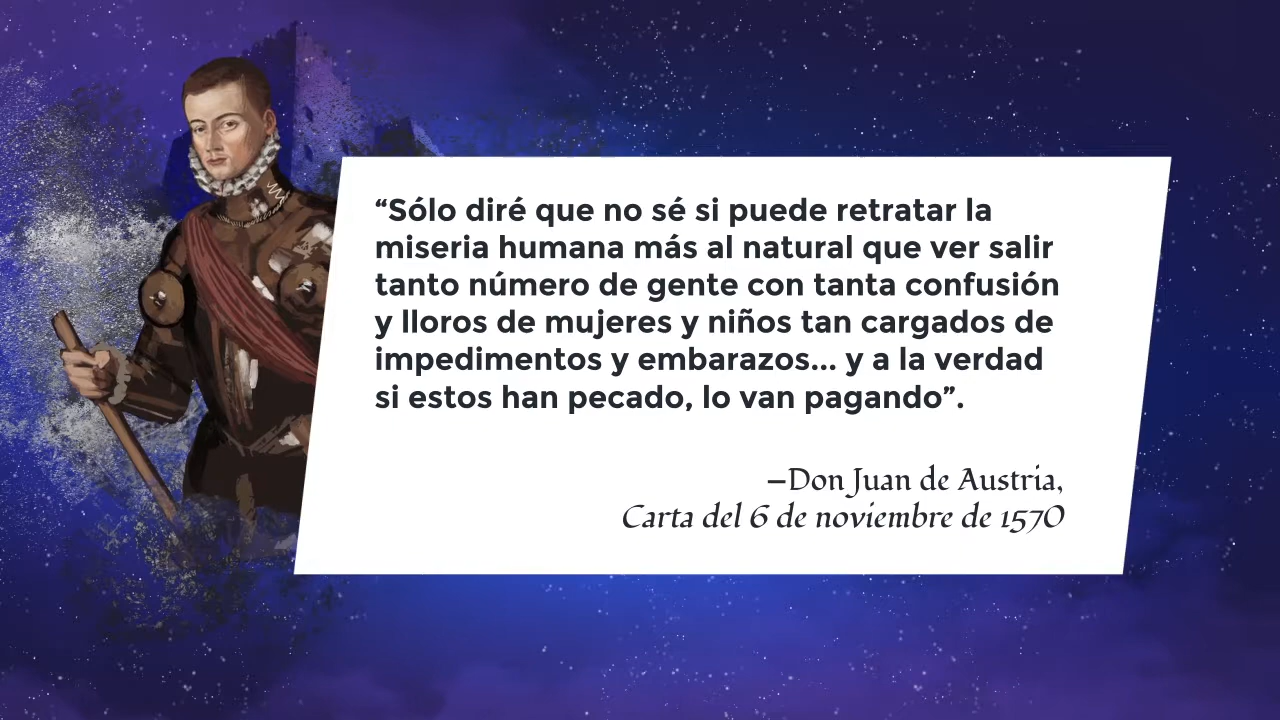 “Sólo diré que no sé si puede retratar la
miseria humana más al natural que ver salir
tanto número de gente con tanta confusión
y lloros de mujeres y niños tan cargados de
impedimentos y embarazos... y a la verdad
si estos han pecado, lo van pagando”.
–Don Juan de Austria,
Carta del 6 de noviembre de 1570